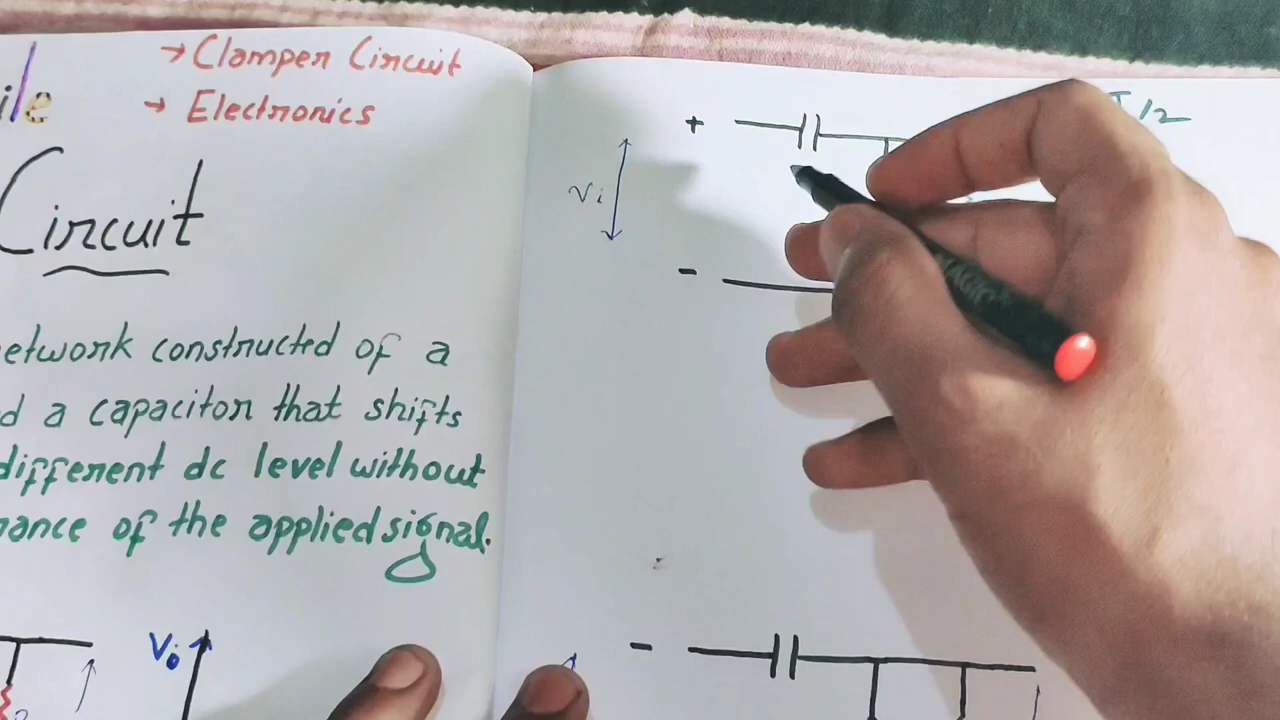 ile
→ Clamper Circuit
→ Electronics
Circuit
etwork constructed of a
d a capacitor that shifts
different dc level without
rance of the applied signal.
Vo
+
Vi
-
T/2
-